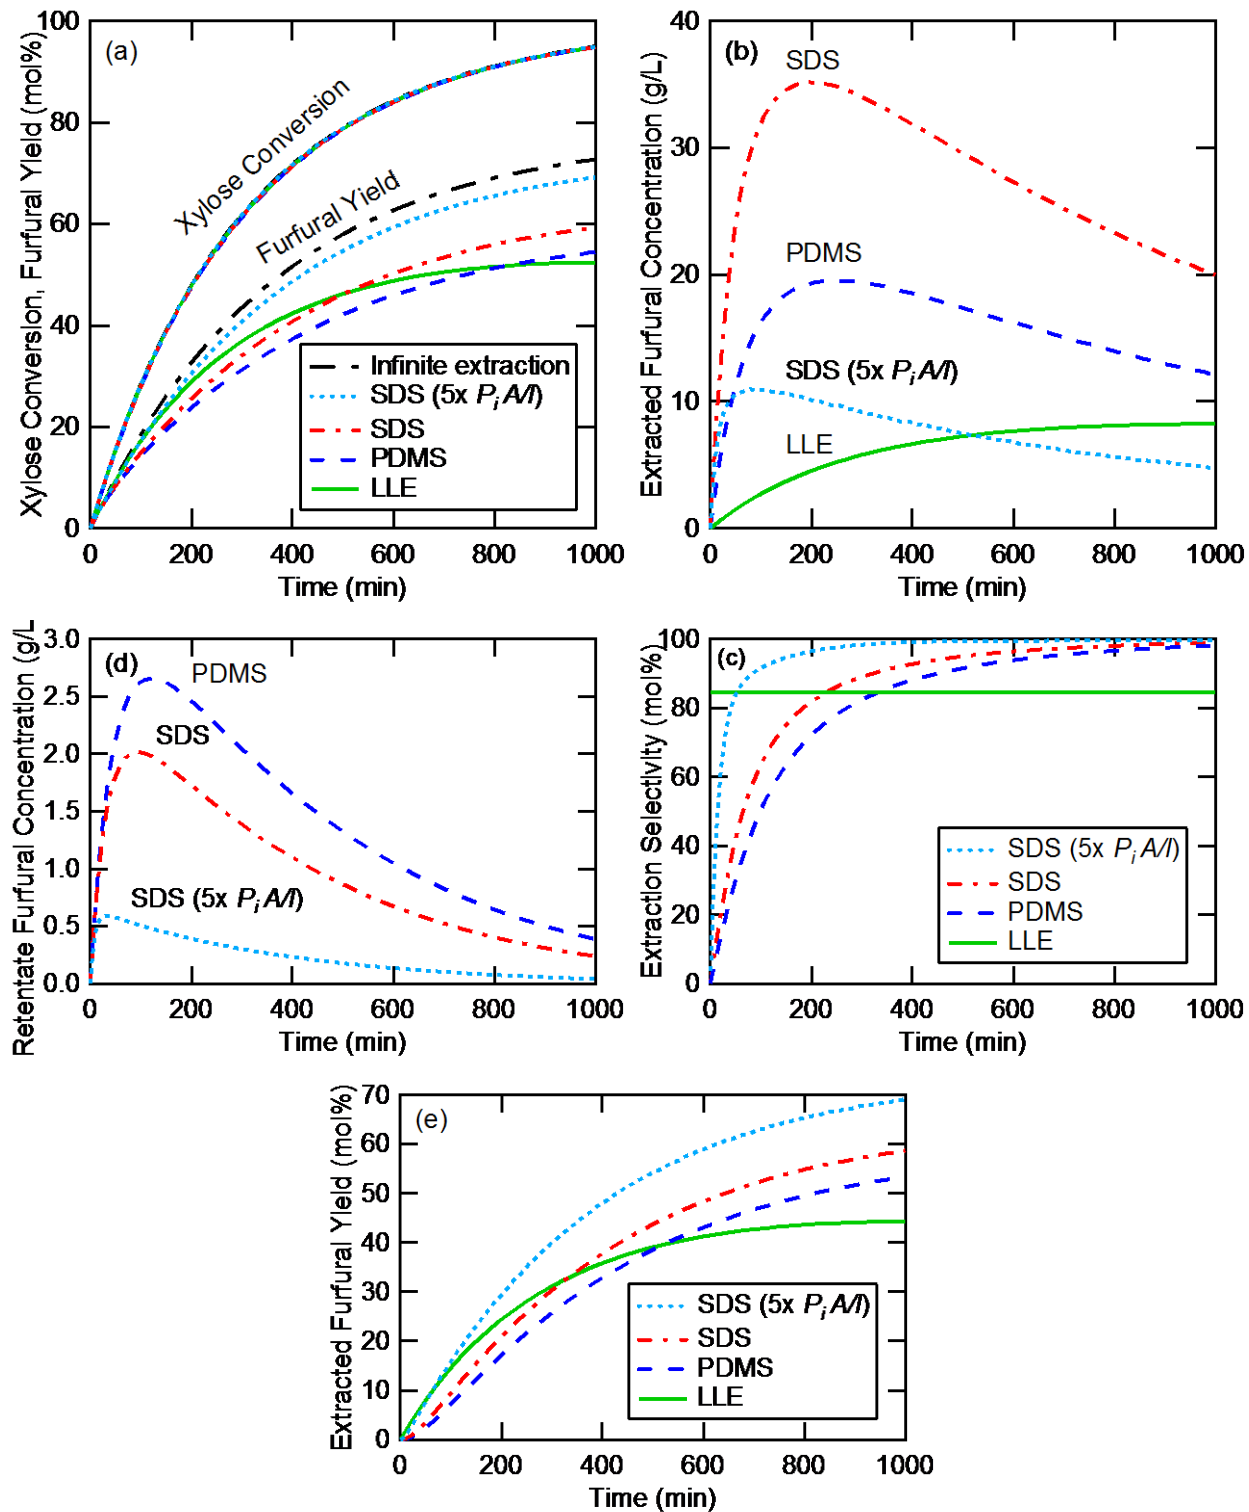 (a)
Xylose Conversion, Furfural Yield (mol%)
100
80
60
40
20
0
Xylose Conversion
Furfural Yield
Infinite extraction
SDS (5x PᵢA/l)
SDS
PDMS
LLE
0 200 400 600 800 1000
Time (min)
(b)
Extracted Furfural Concentration (g/L)
40
30
20
10
0
SDS
PDMS
SDS (5x PᵢA/l)
LLE
0 200 400 600 800 1000
Time (min)
(d)
Retentate Furfural Concentration (g/L
3.0
2.5
2.0
1.5
1.0
0.5
0.0
PDMS
SDS
SDS (5x PᵢA/l)
0 200 400 600 800 1000
Time (min)
(c)
Extraction Selectivity (mol%)
100
80
60
40
20
0
SDS (5x PᵢA/l)
SDS
PDMS
LLE
0 200 400 600 800 1000
Time (min)
(e)
Extracted Furfural Yield (mol%)
70
60
50
40
30
20
10
0
SDS (5x PᵢA/l)
SDS
PDMS
LLE
0 200 400 600 800 1000
Time (min)